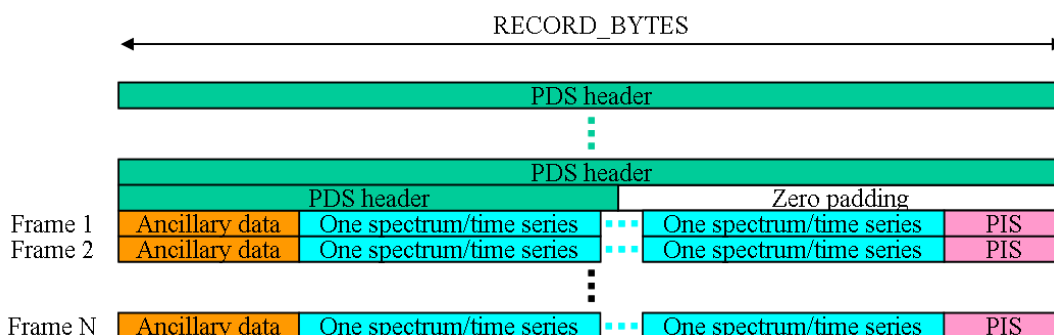 RECORD_BYTES
PDS header
PDS header
PDS header Zero padding
Frame 1 Ancillary data One spectrum/time series One spectrum/time series PIS
Frame 2 Ancillary data One spectrum/time series One spectrum/time series PIS
Frame N Ancillary data One spectrum/time series One spectrum/time series PIS